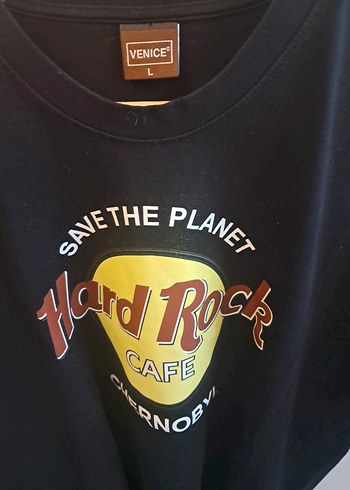 VENICE®
L
SAVE THE PLANET
Hard Rock
CAFE
CHERNOBYL